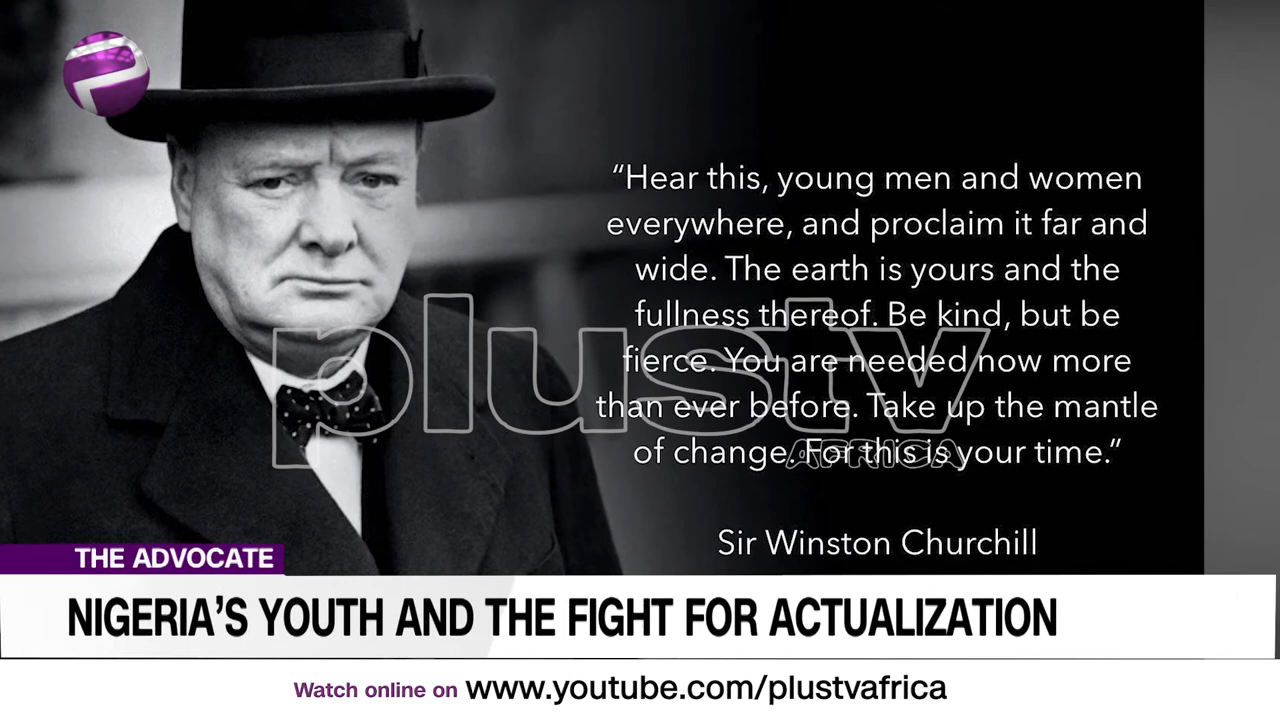 “Hear this, young men and women
everywhere, and proclaim it far and
wide. The earth is yours and the
fullness thereof. Be kind, but be
fierce. You are needed now more
than ever before. Take up the mantle
of change. For this is your time.”
Sir Winston Churchill
plustv
AFRICA
THE ADVOCATE
NIGERIA’S YOUTH AND THE FIGHT FOR ACTUALIZATION
Watch online on www.youtube.com/plustvafrica